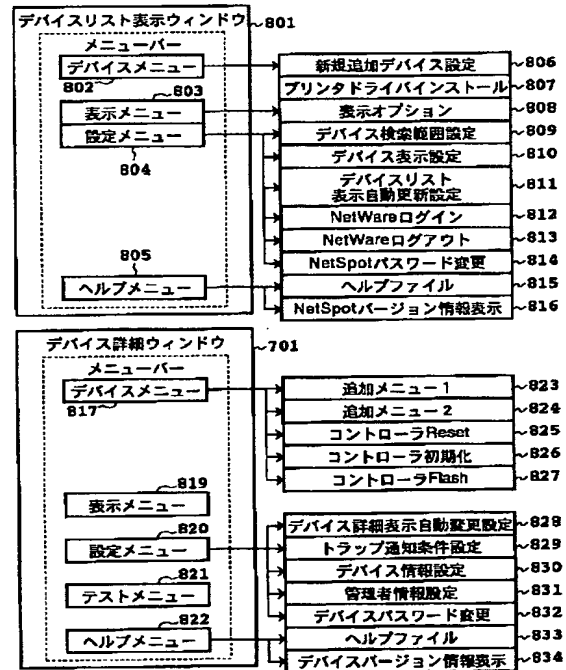 デバイスリスト表示ウィンドウ
801
メニューバー
デバイスメニュー
802
803
表示メニュー
設定メニュー
804
805
ヘルプメニュー
新規追加デバイス設定
806
プリンタドライバインストール
807
表示オプション
808
デバイス検索範囲設定
809
デバイス表示設定
810
デバイスリスト
表示自動更新設定
811
NetWareログイン
812
NetWareログアウト
813
NetSpotパスワード変更
814
ヘルプファイル
815
NetSpotバージョン情報表示
816
デバイス詳細ウィンドウ
701
メニューバー
デバイスメニュー
817
819
表示メニュー
820
設定メニュー
821
テストメニュー
822
ヘルプメニュー
追加メニュー1
823
追加メニュー2
824
コントローラReset
825
コントローラ初期化
826
コントローラFlash
827
デバイス詳細表示自動変更設定
828
トラップ通知条件設定
829
デバイス情報設定
830
管理者情報設定
831
デバイスパスワード変更
832
ヘルプファイル
833
デバイスバージョン情報表示
834